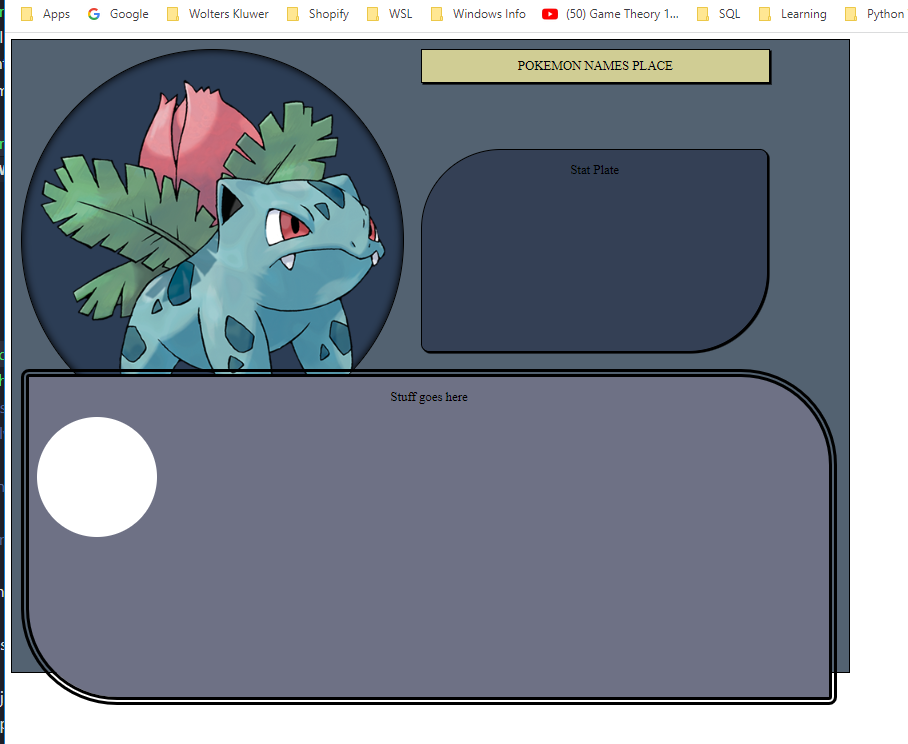 Apps Google Wolters Kluwer Shopify WSL Windows Info (50) Game Theory 1... SQL Learning Python
POKEMON NAMES PLACE
Stat Plate
Stuff goes here